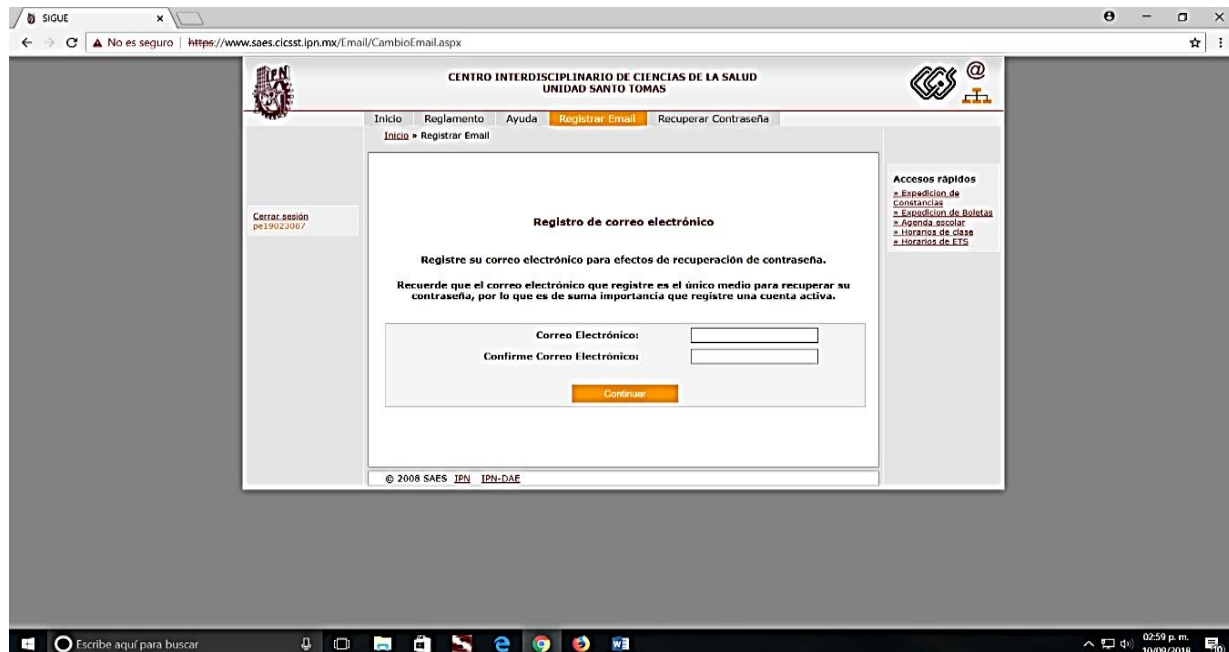 SIGUE
No es seguro | https://www.saes.cicsst.ipn.mx/Email/CambioEmail.aspx
IPN
CENTRO INTERDISCIPLINARIO DE CIENCIAS DE LA SALUD
UNIDAD SANTO TOMAS
@
Inicio Reglamento Ayuda Registrar Email Recuperar Contraseña
Inicio » Registrar Email
Cerrar sesión
pe19023087
Registro de correo electrónico
Registre su correo electrónico para efectos de recuperación de contraseña.
Recuerde que el correo electrónico que registre es el único medio para recuperar su
contraseña, por lo que es de suma importancia que registre una cuenta activa.
Correo Electrónico:
Confirme Correo Electrónico:
Continuar
Accesos rápidos
» Expedicion de
Constancias
» Expedicion de Boletas
» Agenda escolar
» Horarios de clase
» Horarios de ETS
© 2008 SAES IPN IPN-DAE
Escribe aquí para buscar
02:59 p. m.
10/09/2018